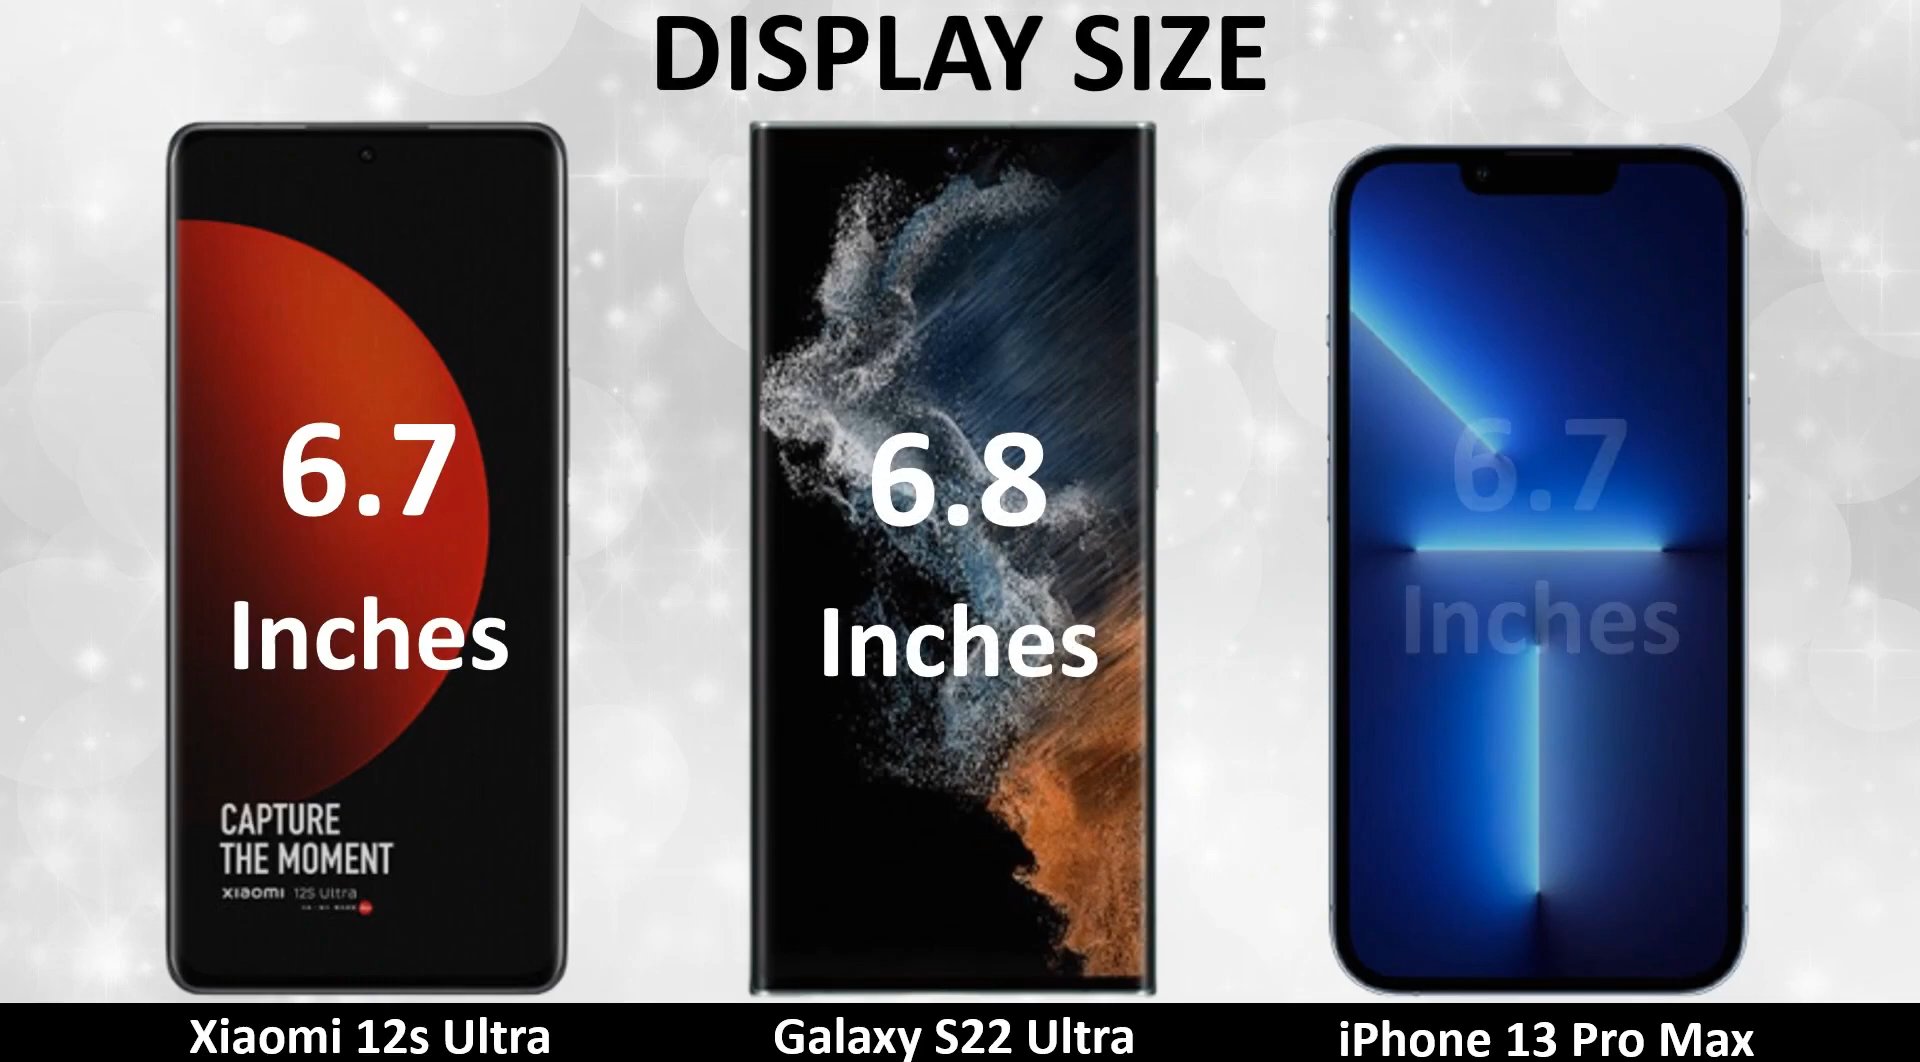 DISPLAY SIZE
6.7
Inches
CAPTURE
THE MOMENT
xiaomi 12S Ultra
6.8
Inches
6.7
Inches
Xiaomi 12s Ultra
Galaxy S22 Ultra
iPhone 13 Pro Max